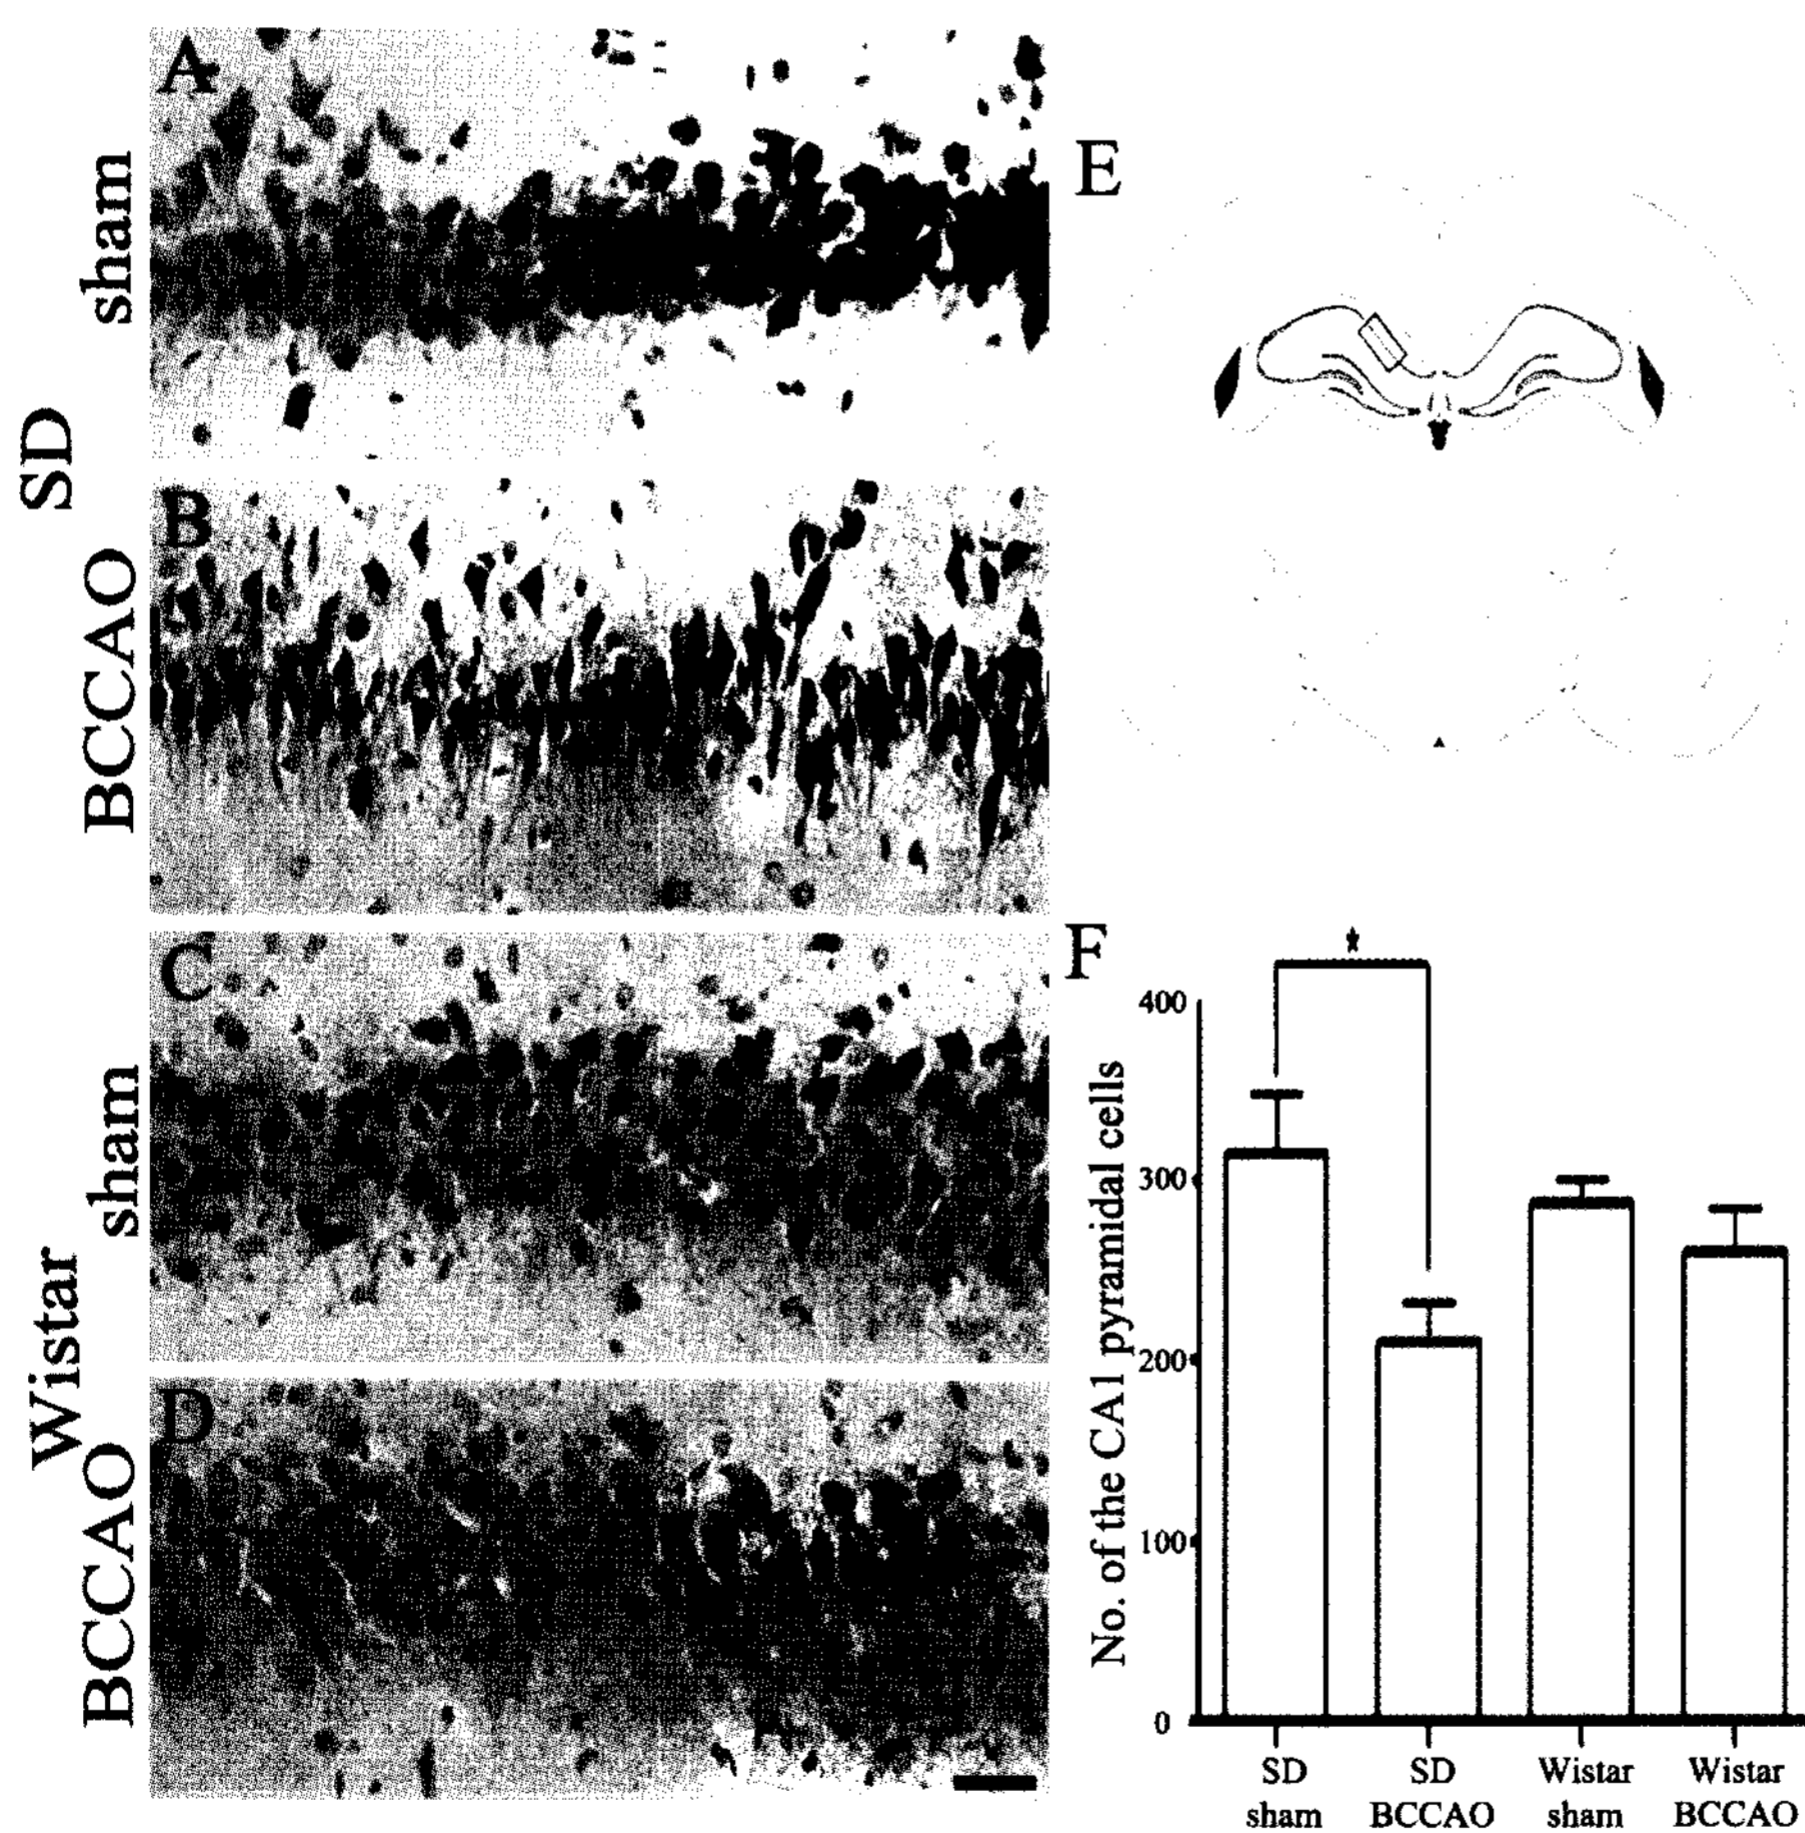 A
sham
SD
B
BCCAO
C
sham
Wistar
D
BCCAO
E
F
*
400
300
200
100
0
No. of the CA1 pyramidal cells
SD sham
SD BCCAO
Wistar sham
Wistar BCCAO